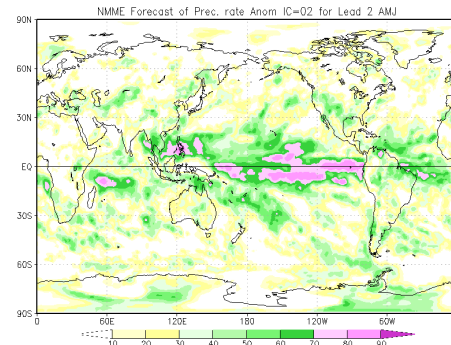 NMME Forecast of Prec. rate Anom IC=02 for Lead 2 AMJ
90N
60N
30N
EQ
30S
60S
90S
0 60E 120E 180 120W 60W
10 20 30 40 50 60 70 80 90